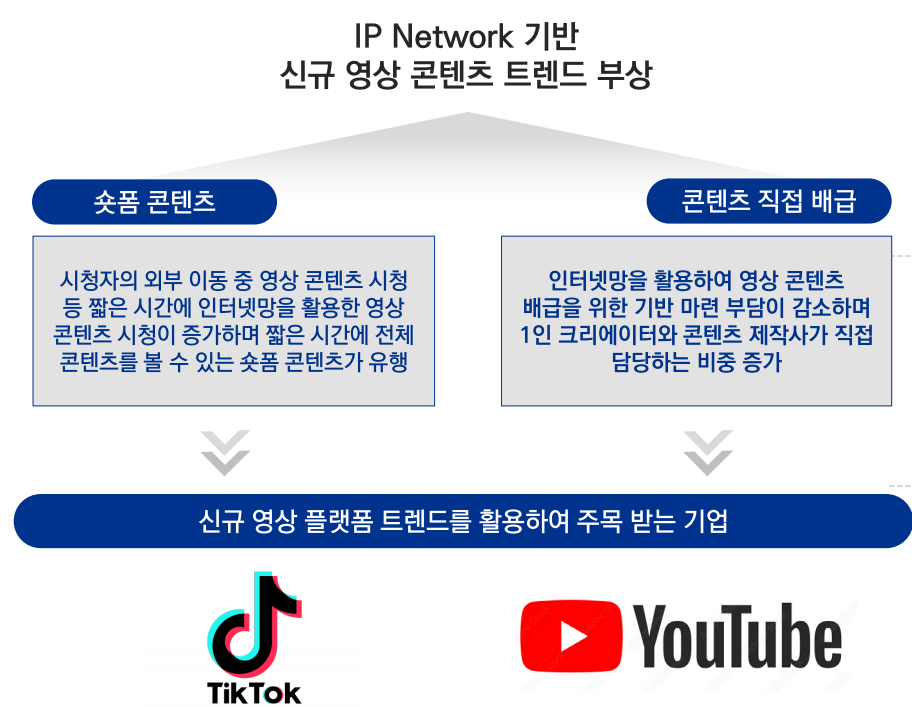 IP Network 기반
신규 영상 콘텐츠 트렌드 부상
숏폼 콘텐츠
시청자의 외부 이동 중 영상 콘텐츠 시청
등 짧은 시간에 인터넷망을 활용한 영상
콘텐츠 시청이 증가하며 짧은 시간에 전체
콘텐츠를 볼 수 있는 숏폼 콘텐츠가 유행
콘텐츠 직접 배급
인터넷망을 활용하여 영상 콘텐츠
배급을 위한 기반 마련 부담이 감소하며
1인 크리에이터와 콘텐츠 제작사가 직접
담당하는 비중 증가
신규 영상 플랫폼 트렌드를 활용하여 주목 받는 기업
TikTok
YouTube